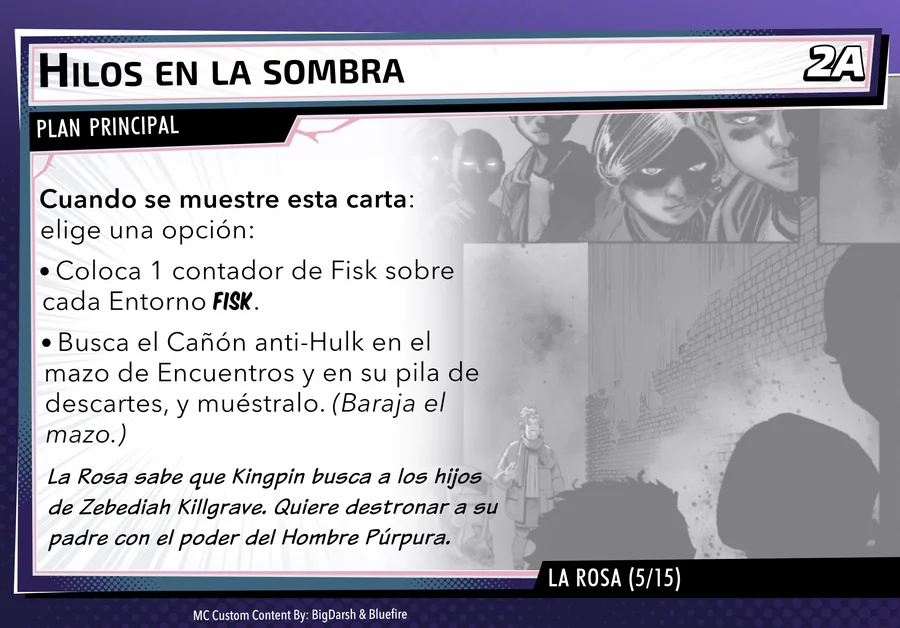 HILOS EN LA SOMBRA
2A
PLAN PRINCIPAL
Cuando se muestre esta carta:
elige una opción:
• Coloca 1 contador de Fisk sobre
cada Entorno FISK.
• Busca el Cañón anti-Hulk en el
mazo de Encuentros y en su pila de
descartes, y muéstralo. (Baraja el
mazo.)
La Rosa sabe que Kingpin busca a los hijos
de Zebediah Killgrave. Quiere destronar a su
padre con el poder del Hombre Púrpura.
LA ROSA (5/15)
MC Custom Content By: BigDarsh & Bluefire